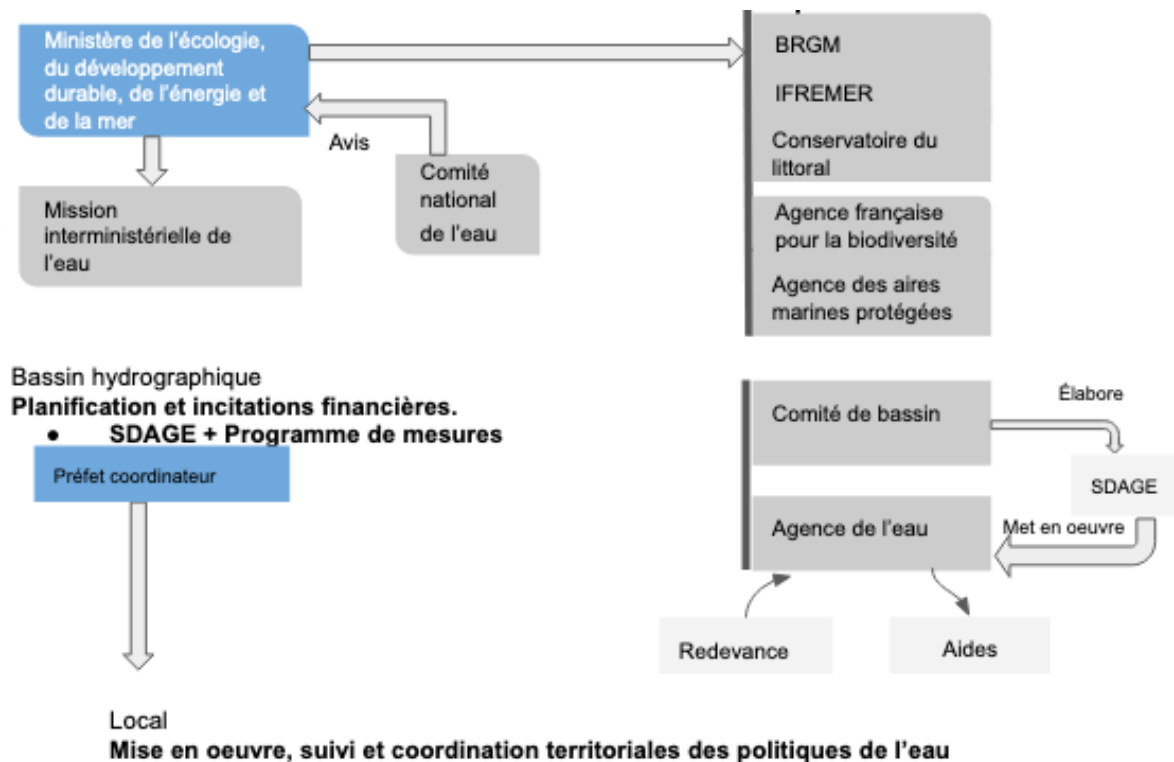 Ministère de l'écologie,
du développement
durable, de l'énergie et
de la mer
Avis
Comité
national
de l'eau
Mission
interministérielle de
l'eau
BRGM
IFREMER
Conservatoire du
littoral
Agence française
pour la biodiversité
Agence des aires
marines protégées
Bassin hydrographique
Planification et incitations financières.
● SDAGE + Programme de mesures
Préfet coordinateur
Comité de bassin
Élabore
SDAGE
Met en oeuvre
Agence de l'eau
Redevance
Aides
Local
Mise en oeuvre, suivi et coordination territoriales des politiques de l'eau